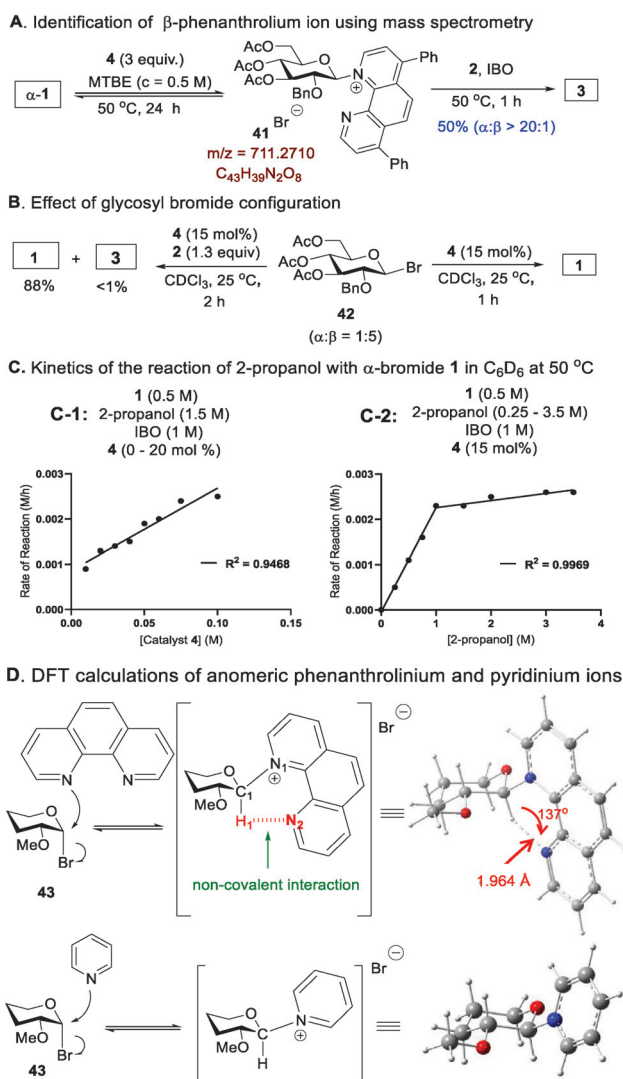 A. Identification of β-phenanthrolium ion using mass spectrometry
α-1
4 (3 equiv.)
MTBE (c = 0.5 M)
50 °C, 24 h
AcO
AcO
AcO
BnO
O
N
⊕
N
Ph
Ph
Br
⊖
41
m/z = 711.2710
C43H39N2O8
2, IBO
50 °C, 1 h
50% (α:β > 20:1)
3
B. Effect of glycosyl bromide configuration
1 + 3
88% <1%
4 (15 mol%)
2 (1.3 equiv)
CDCl3, 25 °C,
2 h
AcO
AcO
AcO
BnO
O
Br
42
(α:β = 1:5)
4 (15 mol%)
CDCl3, 25 °C,
1 h
1
C. Kinetics of the reaction of 2-propanol with α-bromide 1 in C6D6 at 50 °C
C-1:
1 (0.5 M)
2-propanol (1.5 M)
IBO (1 M)
4 (0 - 20 mol %)
Rate of Reaction (M/h)
0.003
0.002
0.001
0.000
0.00 0.05 0.10 0.15
[Catalyst 4] (M)
R2 = 0.9468
C-2:
1 (0.5 M)
2-propanol (0.25 - 3.5 M)
IBO (1 M)
4 (15 mol%)
Rate of Reaction (M/h)
0.003
0.002
0.001
0.000
0 1 2 3 4
[2-propanol] (M)
R2 = 0.9969
D. DFT calculations of anomeric phenanthrolinium and pyridinium ions
N N
O
MeO
Br
43
O
MeO
C1
H1
N1
⊕
N2
non-covalent interaction
Br ⊖
137°
1.964 Å
N
O
MeO
Br
43
O
MeO
C
H
N
⊕
Br ⊖